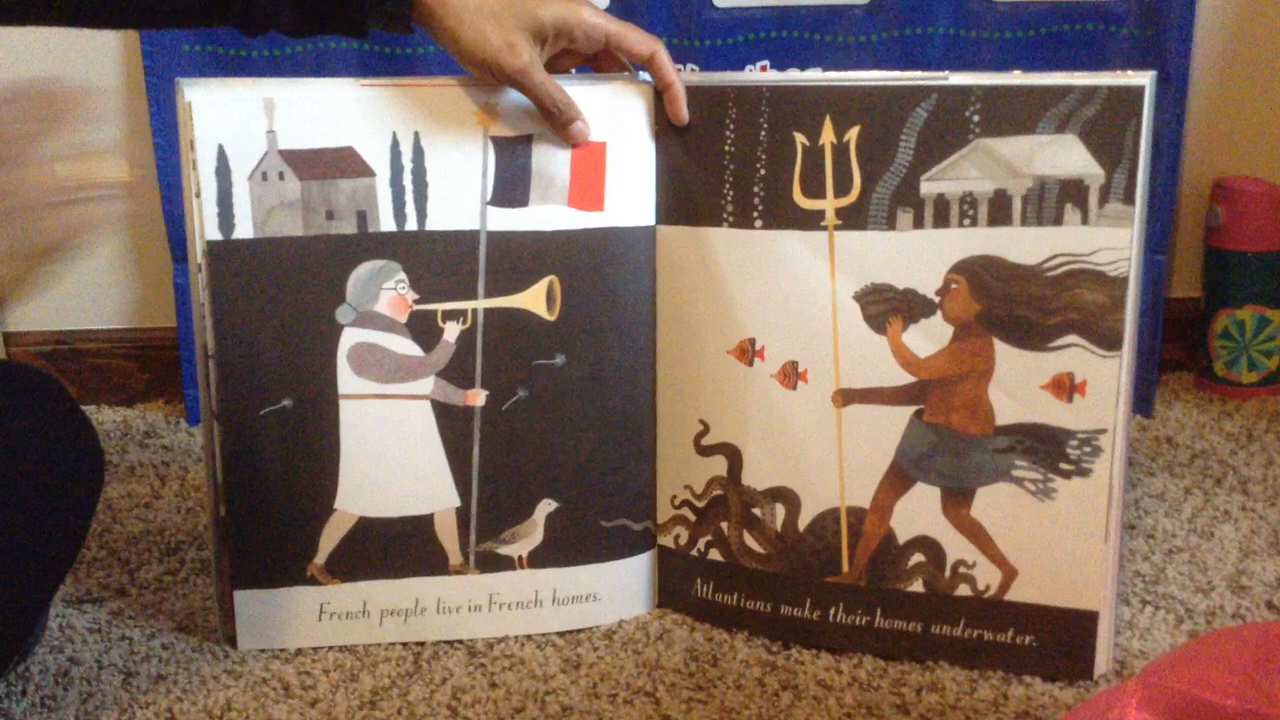 French people live in French homes.
Atlantians make their homes underwater.